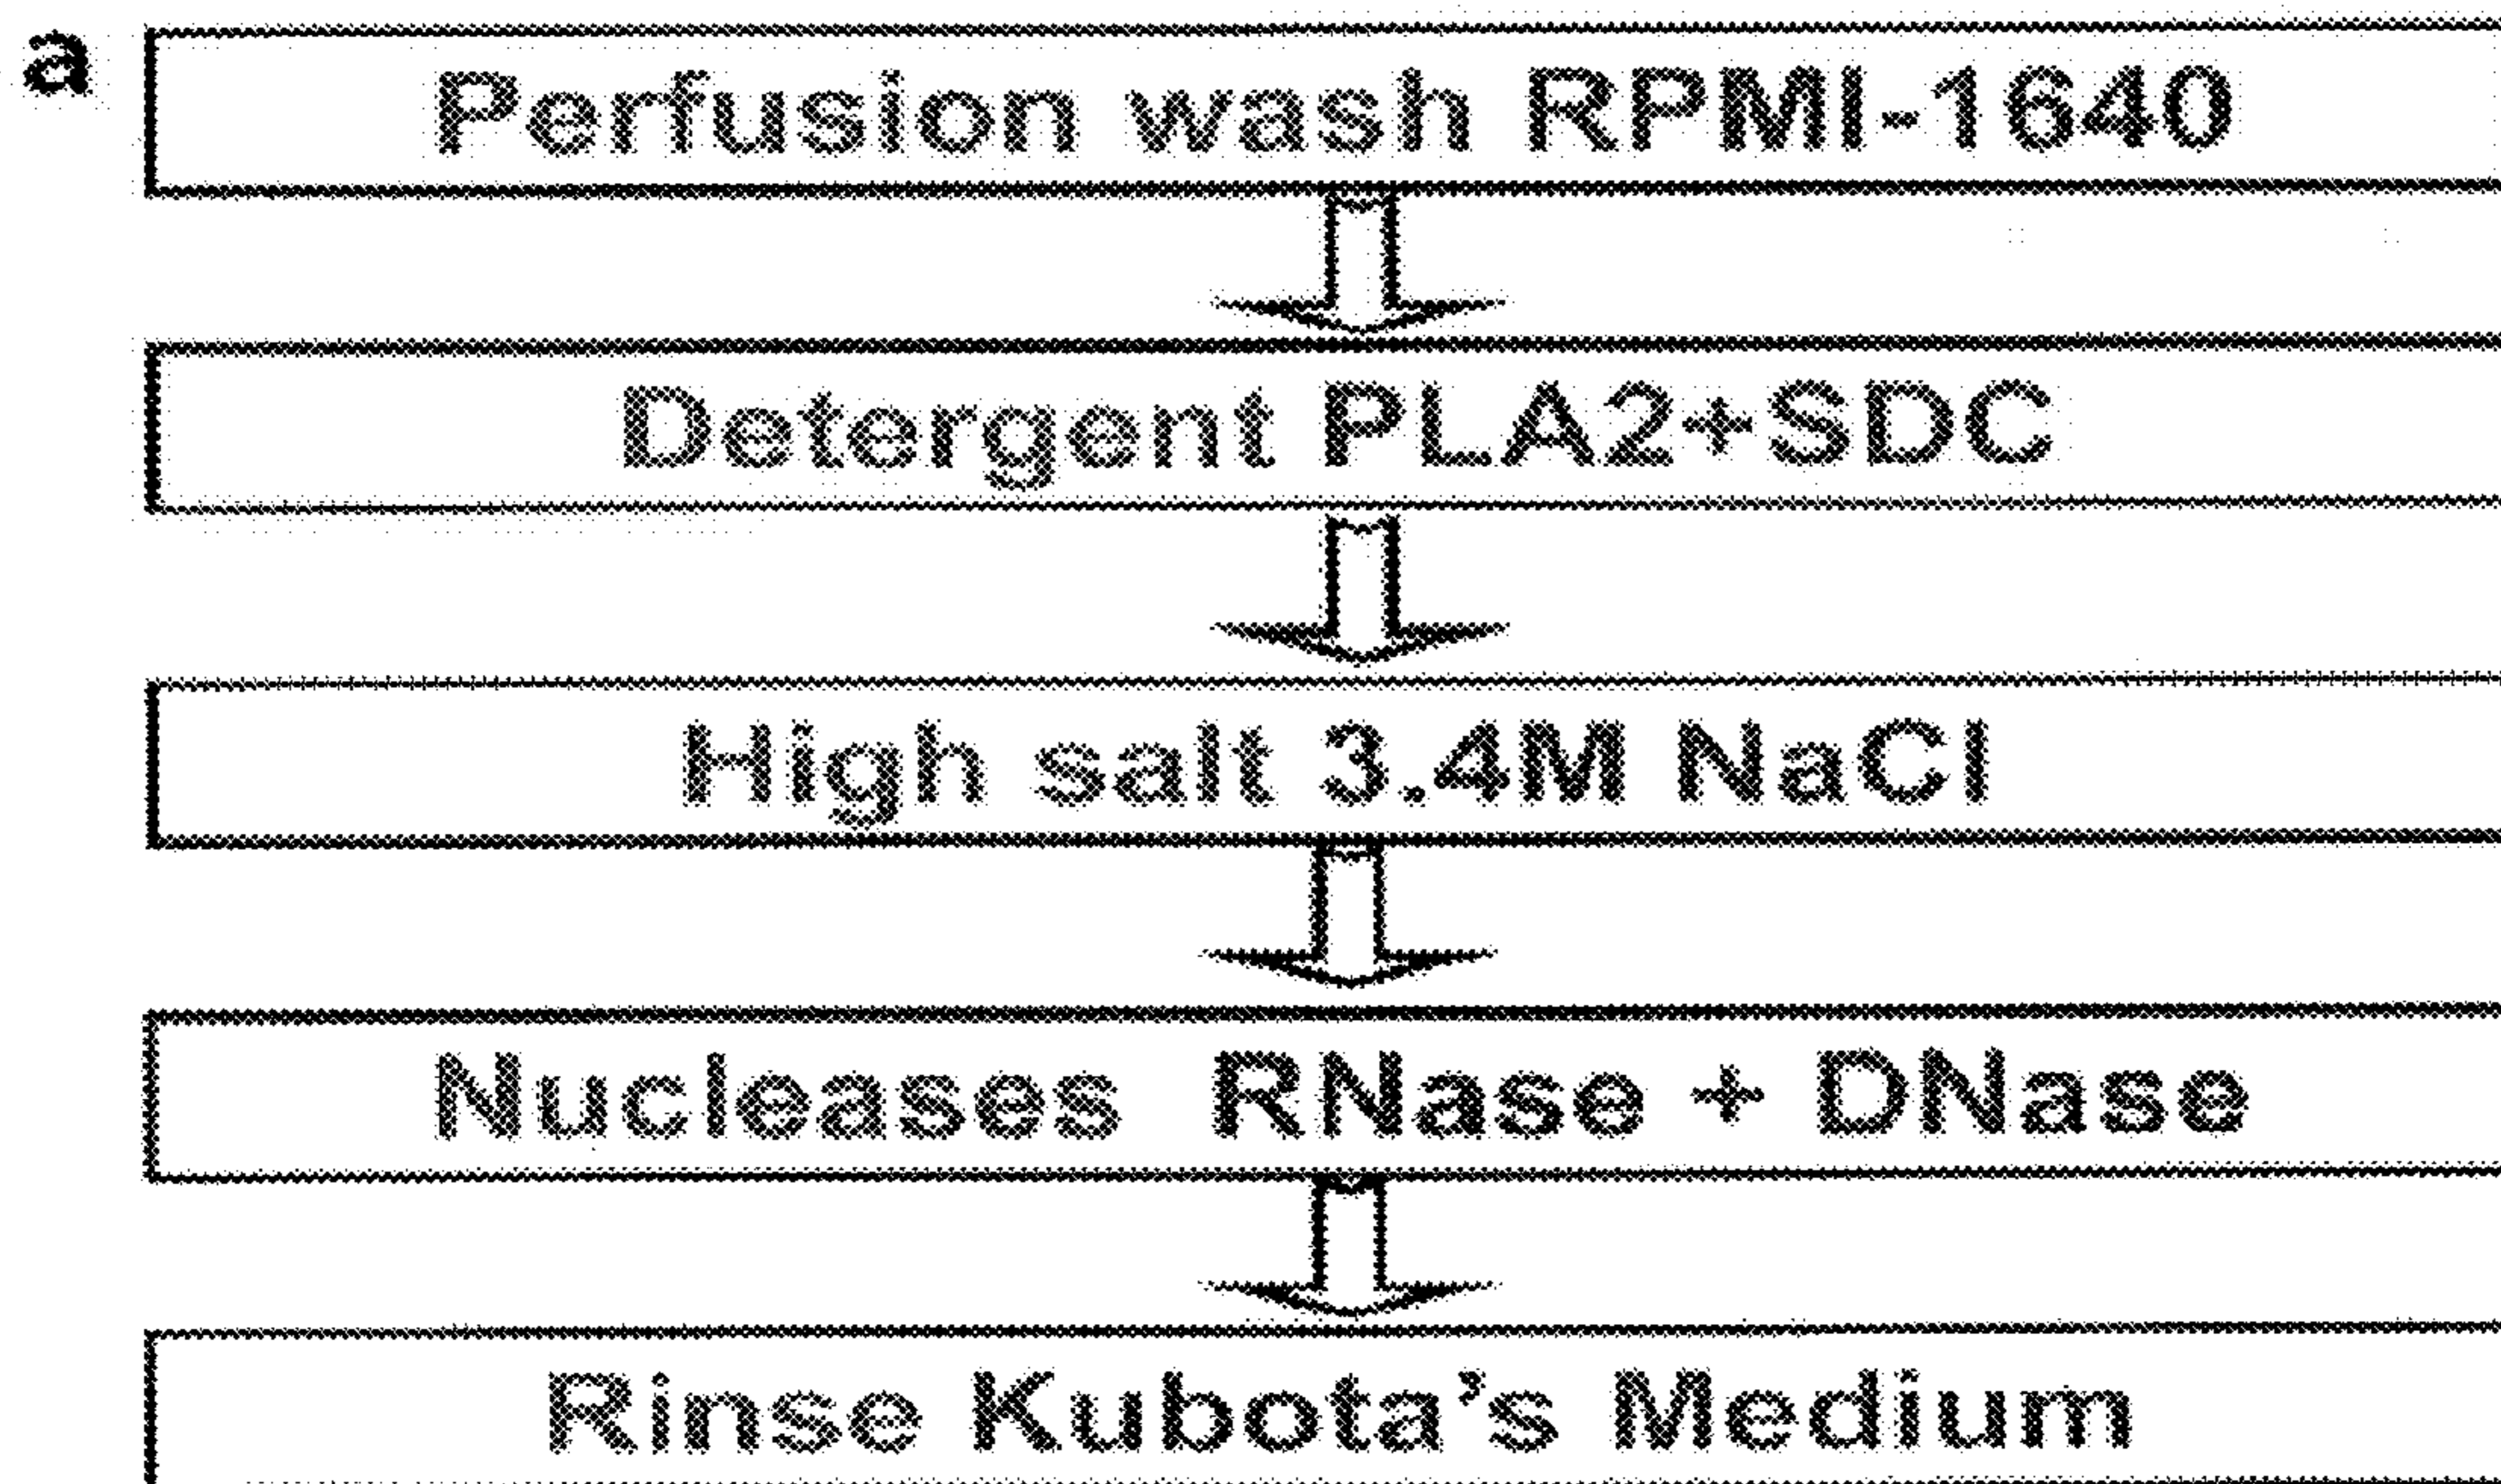 a
Perfusion wash RPMI-1640
Detergent PLA2+SDC
High salt 3.4M NaCl
Nucleases RNase + DNase
Rinse Kubota's Medium